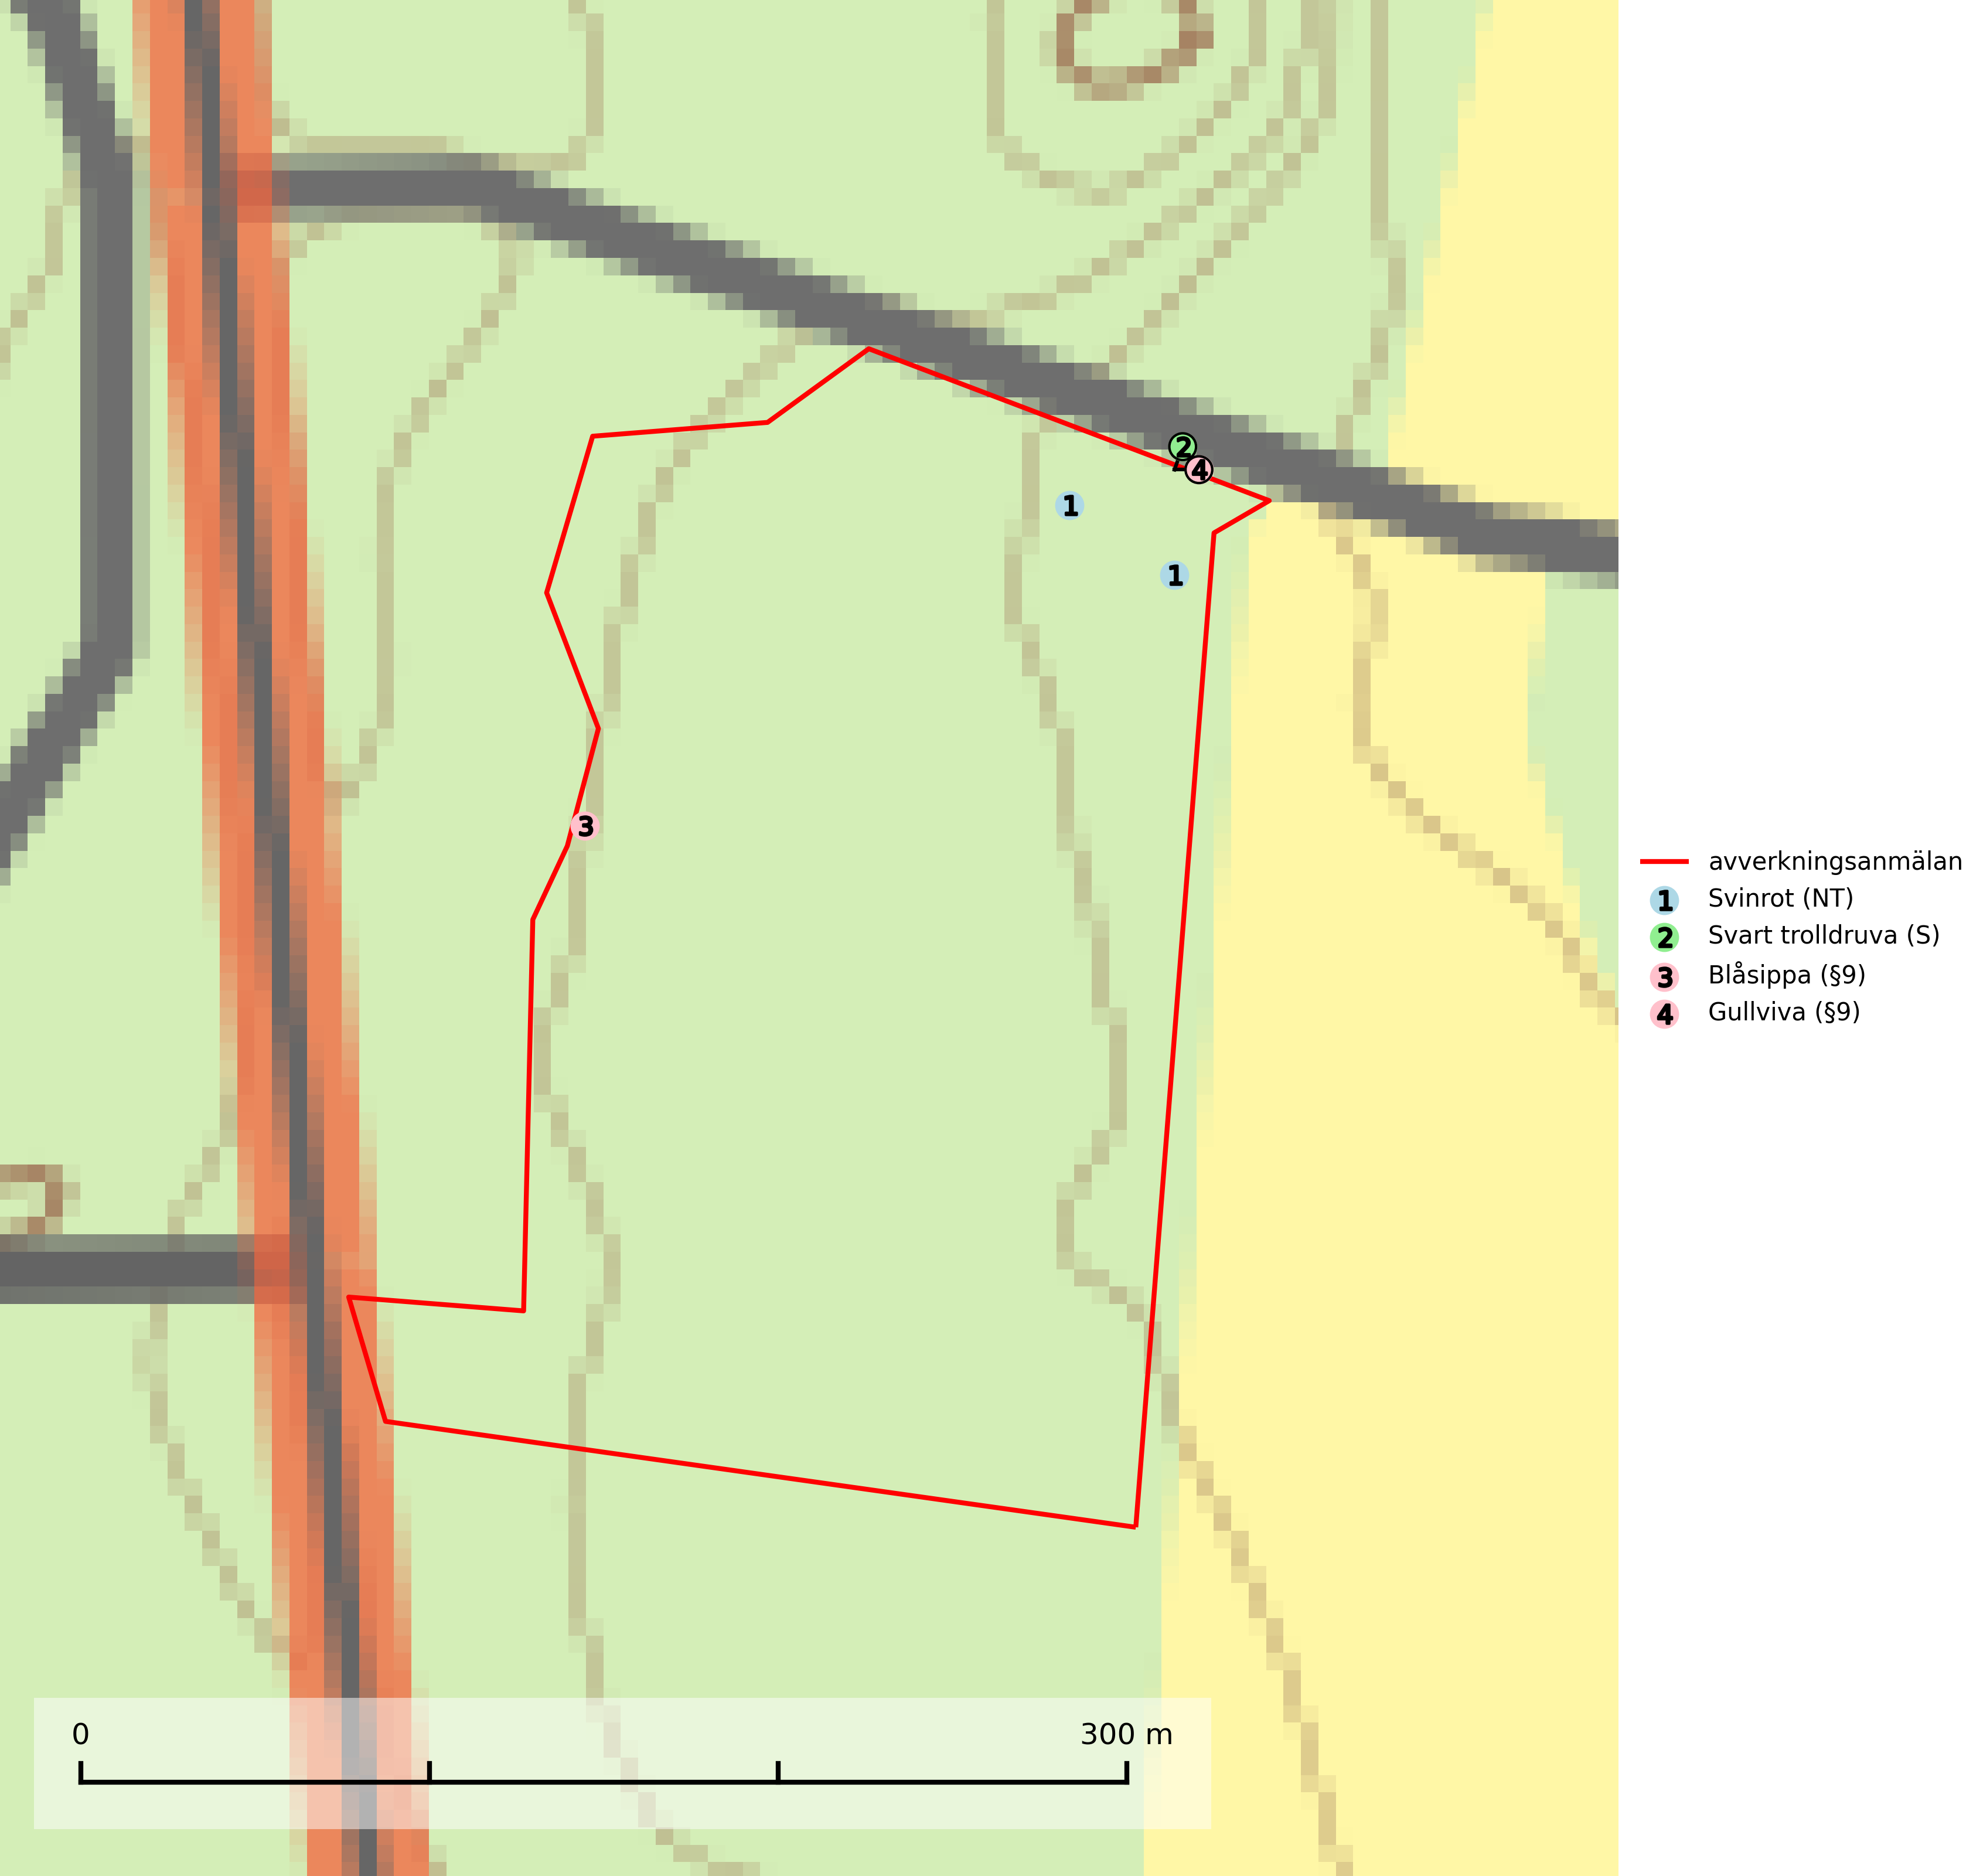 2
4
1
1
3
avverkningsanmälan
1 Svinrot (NT)
2 Svart trolldruva (S)
3 Blåsippa (§9)
4 Gullviva (§9)
0 300 m